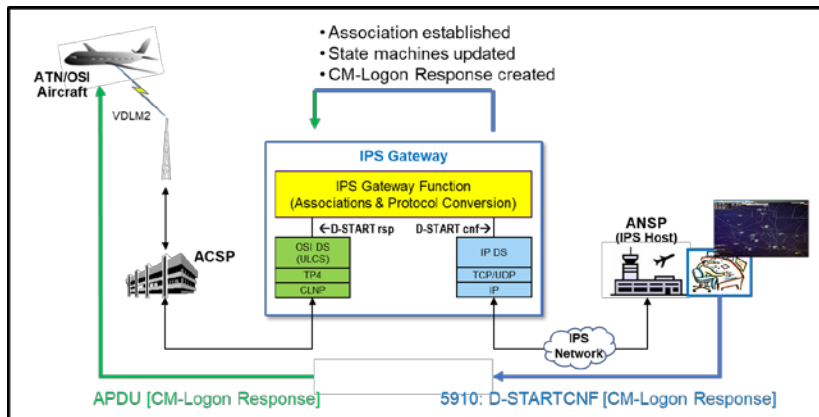 • Association established
• State machines updated
• CM-Logon Response created
ATN/OSI
Aircraft
VDLM2
IPS Gateway
IPS Gateway Function
(Associations & Protocol Conversion)
←D-START rsp
D-START cnf→
ANSP
(IPS Host)
ACSP
OSI DS
(ULCS)
TP4
CLNP
IP DS
TCP/UDP
IP
IPS
Network
APDU [CM-Logon Response]
5910: D-STARTCNF [CM-Logon Response]